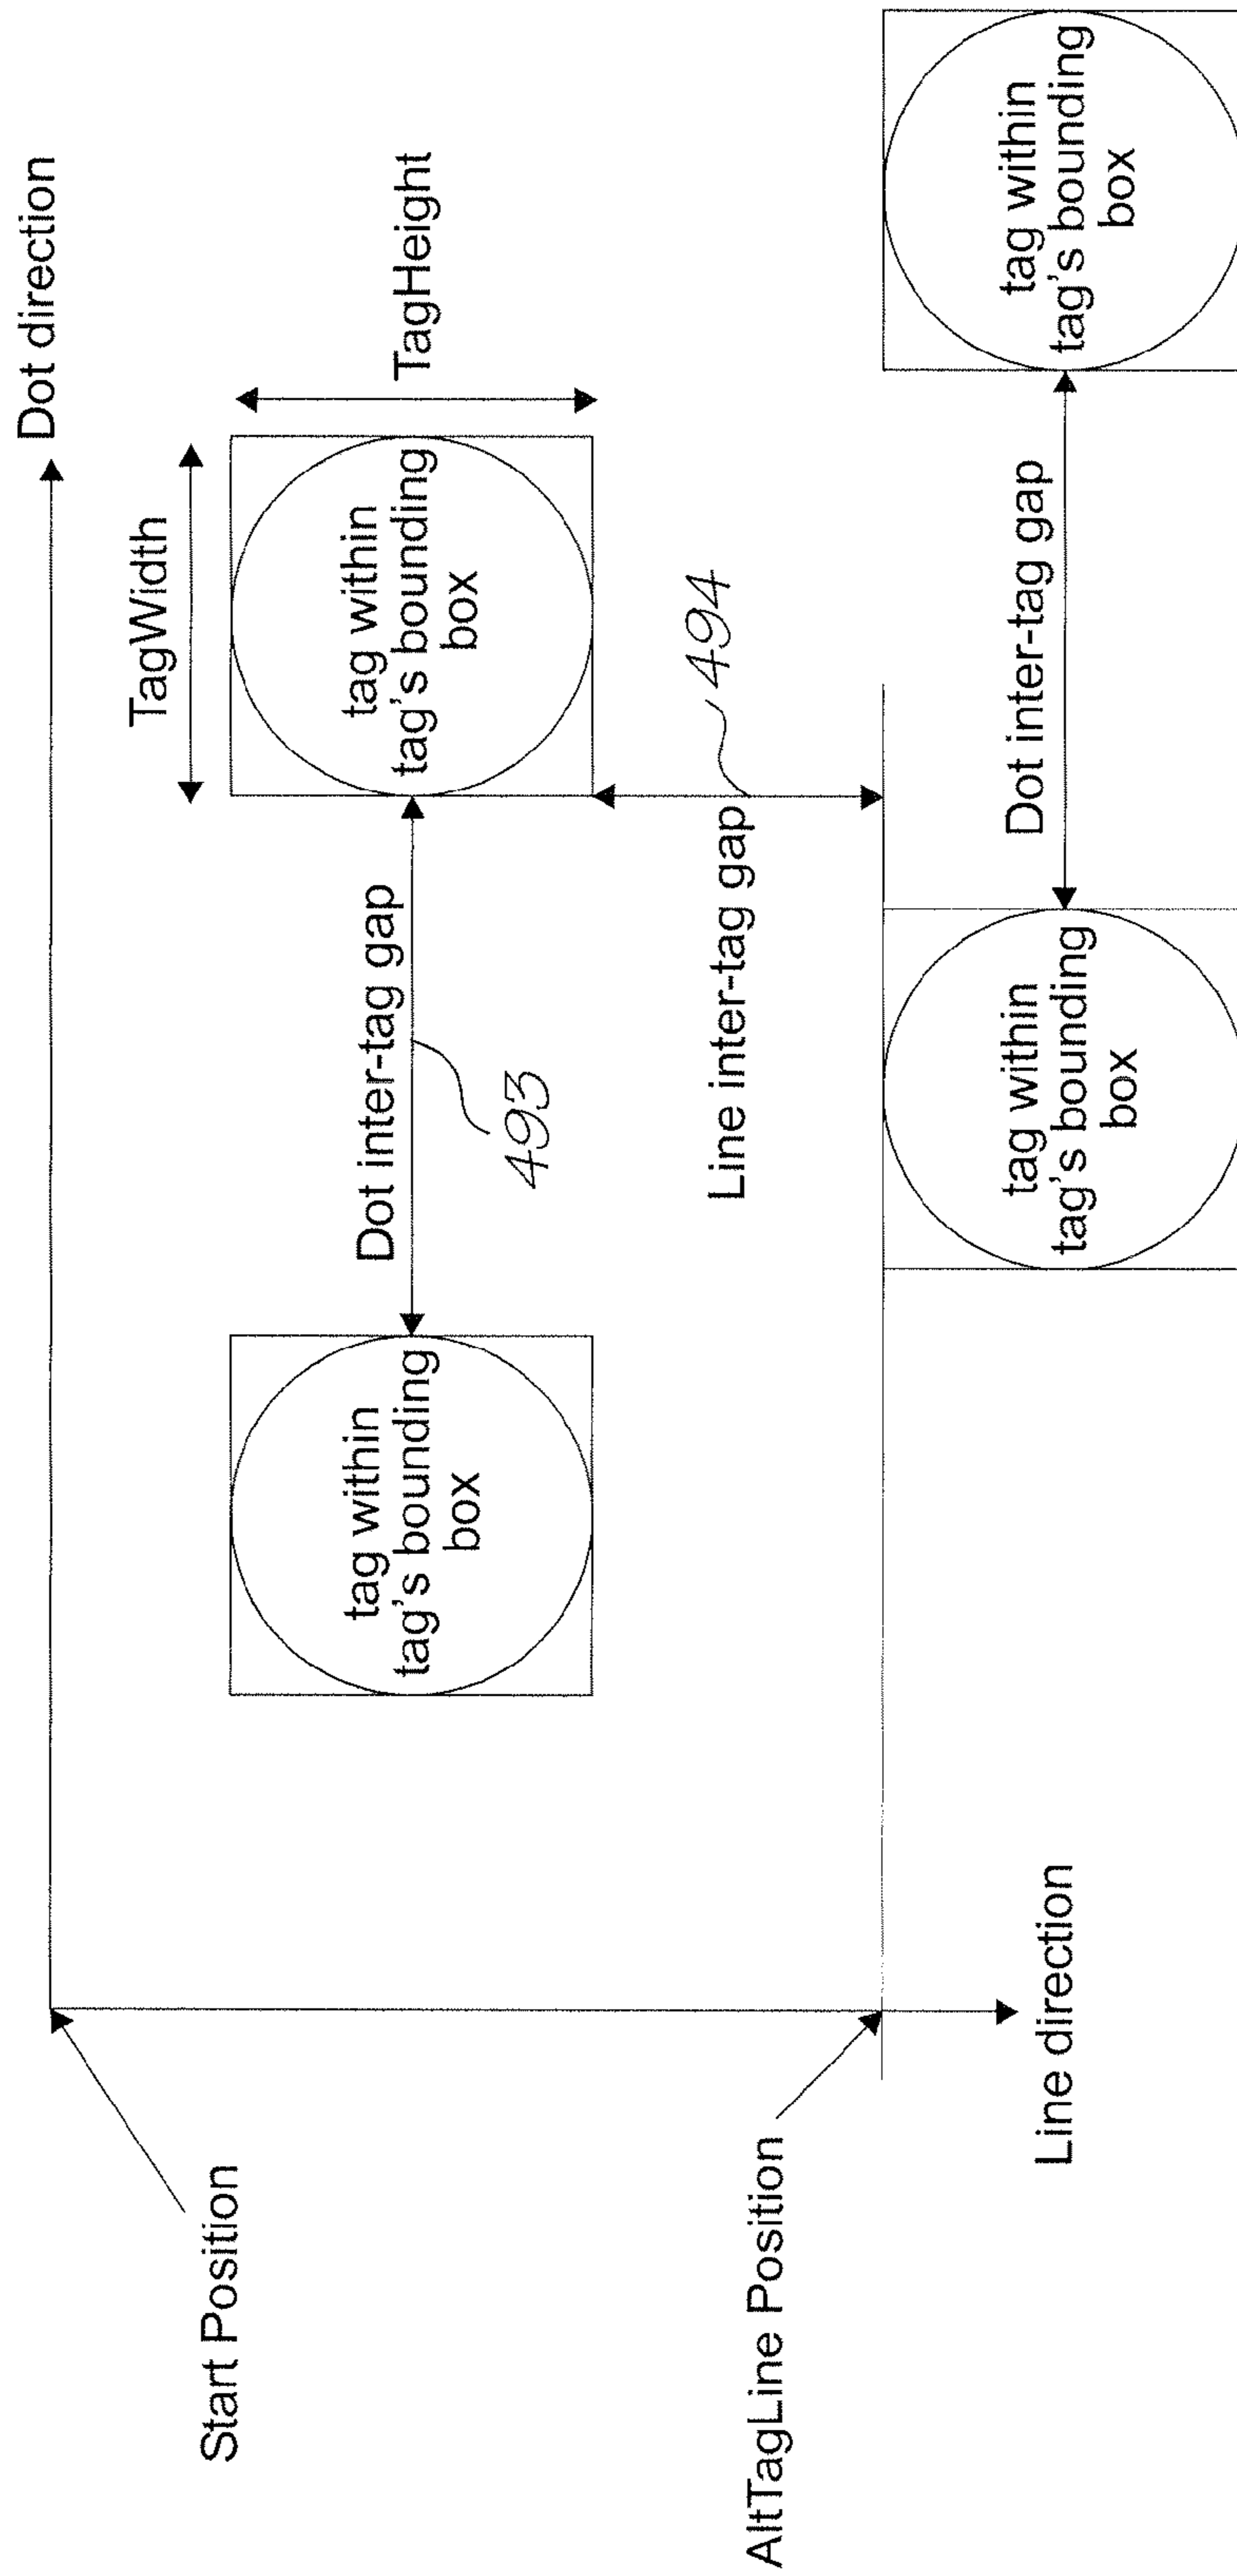 Dot direction
TagWidth
TagHeight
tag within
tag's bounding
box
Dot inter-tag gap
493
tag within
tag's bounding
box
Start Position
Line inter-tag gap
494
AltTagLine Position
Line direction
tag within
tag's bounding
box
Dot inter-tag gap
tag within
tag's bounding
box